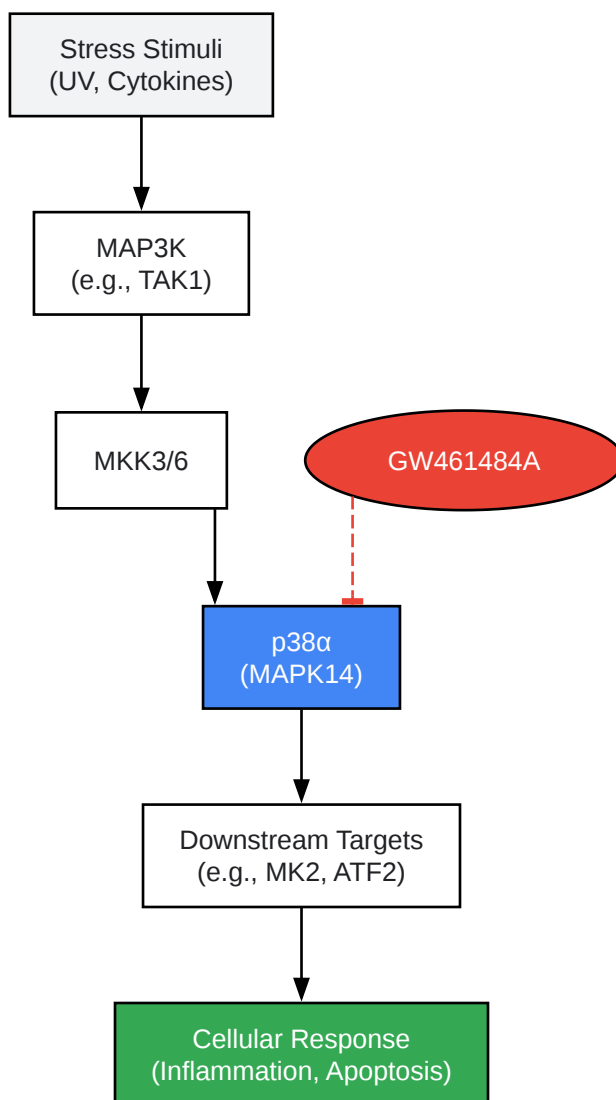 Stress Stimuli
(UV, Cytokines)
MAP3K
(e.g., TAK1)
MKK3/6
GW461484A
p38α
(MAPK14)
Downstream Targets
(e.g., MK2, ATF2)
Cellular Response
(Inflammation, Apoptosis)